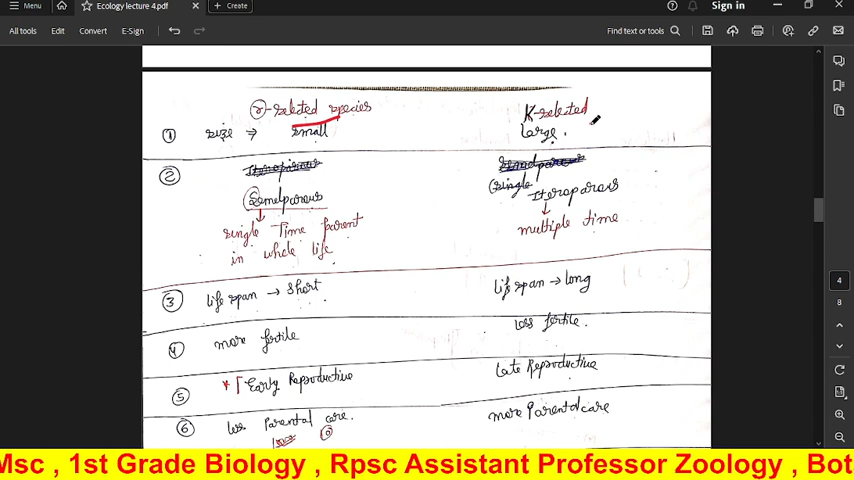 Menu
Ecology lecture 4.pdf
Create
Sign in
All tools
Edit
Convert
E-Sign
Find text or tools
r-selected species
K-selected
1 size ⇒ small
large.
2
Semelparous
(single
Iteroparous
single Time parent
in whole life.
multiple time
3 life span → short
life span → long
4 more fertile
less fertile.
5 Early Reproductive
Late Reproductive
6 less Parental care.
more Parental care
4
8
Msc , 1st Grade Biology , Rpsc Assistant Professor Zoology , Bot